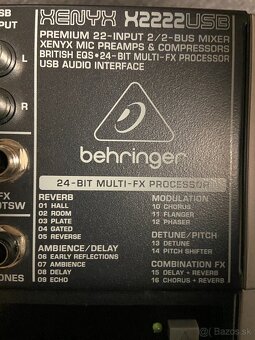 SB
PUT
XENYX X2222USB
PREMIUM 22-INPUT 2/2-BUS MIXER
XENYX MIC PREAMPS & COMPRESSORS
BRITISH EQS • 24-BIT MULTI-FX PROCESSOR
USB AUDIO INTERFACE
L
R
behringer
FX
OTSW
ONES
24-BIT MULTI-FX PROCESSOR
REVERB
01 HALL
02 ROOM
03 PLATE
04 GATED
05 REVERSE
AMBIENCE/DELAY
06 EARLY REFLECTIONS
07 AMBIENCE
08 DELAY
09 ECHO
MODULATION
10 CHORUS
11 FLANGER
12 PHASER
DETUNE/PITCH
13 DETUNE
14 PITCH SHIFTER
COMBINATION FX
15 DELAY + REVERB
16 CHORUS + REVERB
bazos.sk